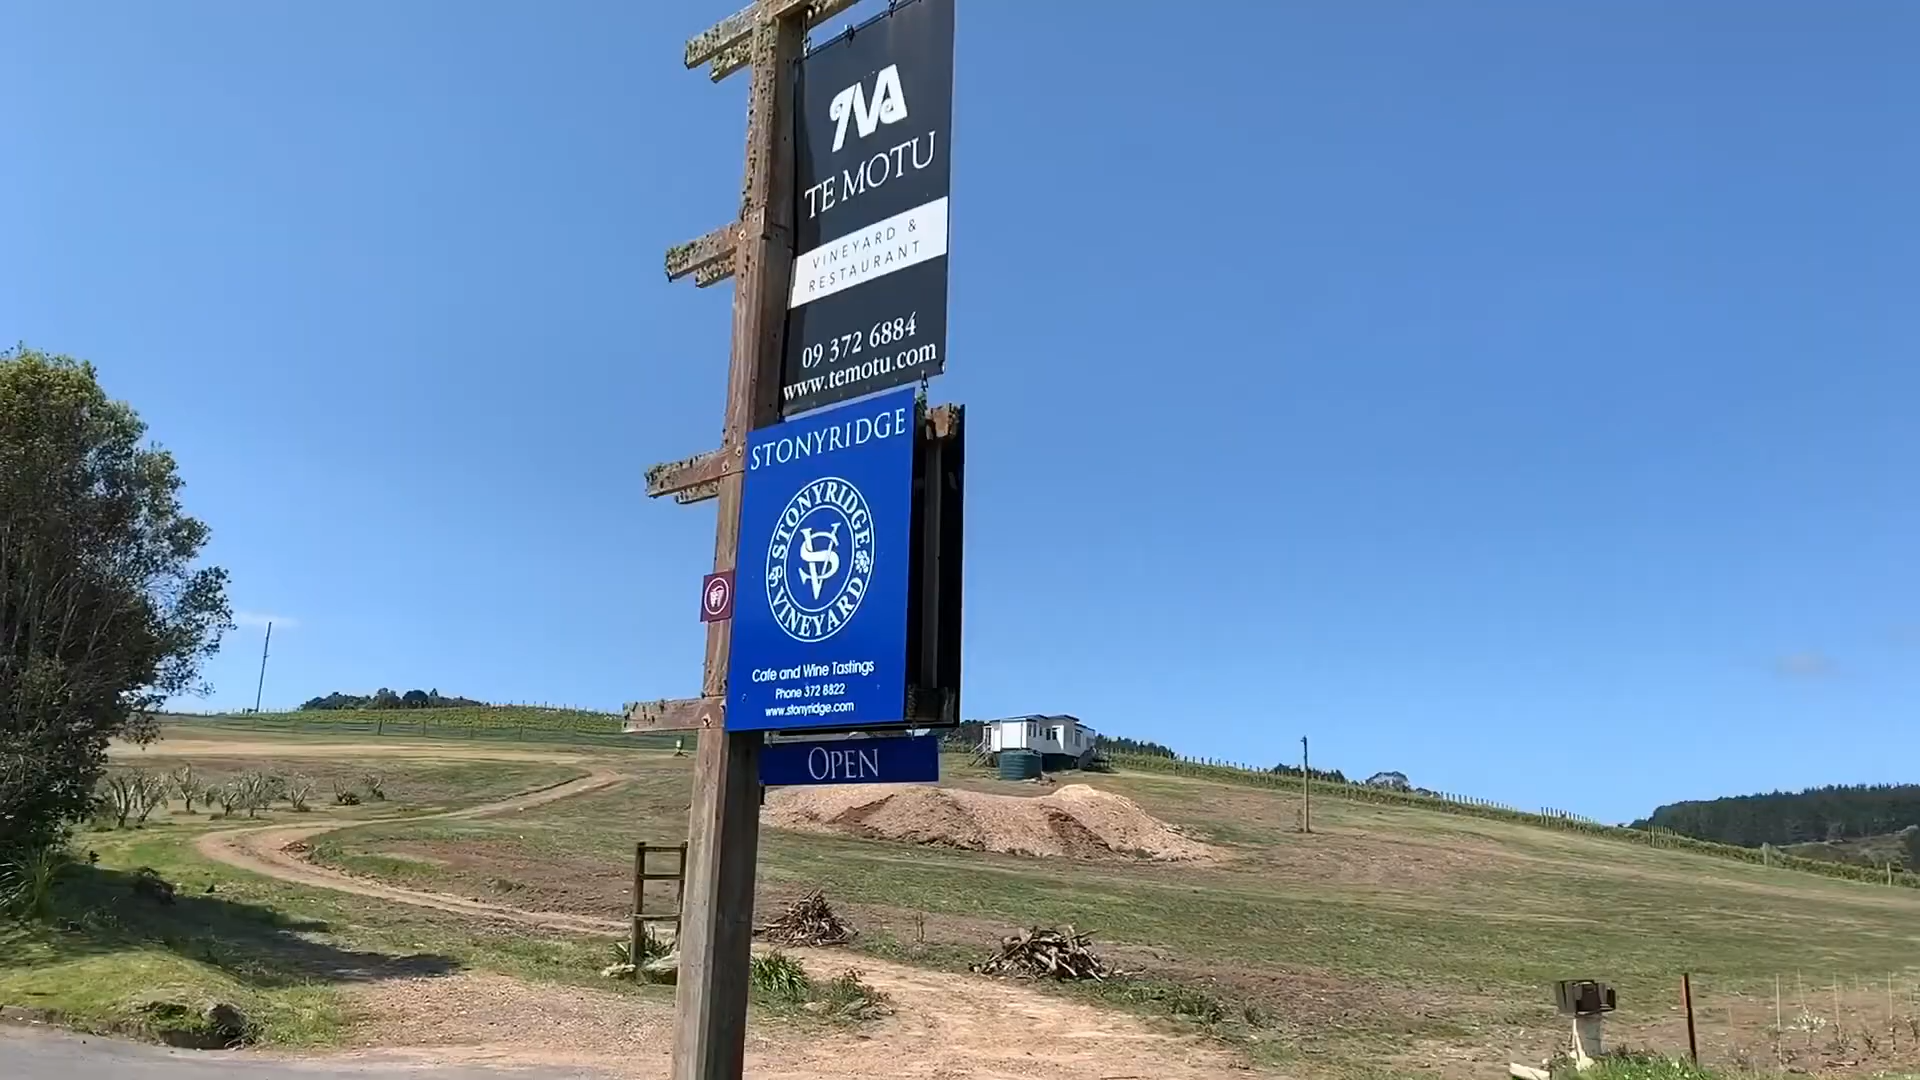 TE MOTU
VINEYARD &
RESTAURANT
09 372 6884
www.temotu.com
STONYRIDGE
STONYRIDGE
SV
VINEYARD
Cafe and Wine Tastings
Phone 372 8822
www.stonyridge.com
OPEN